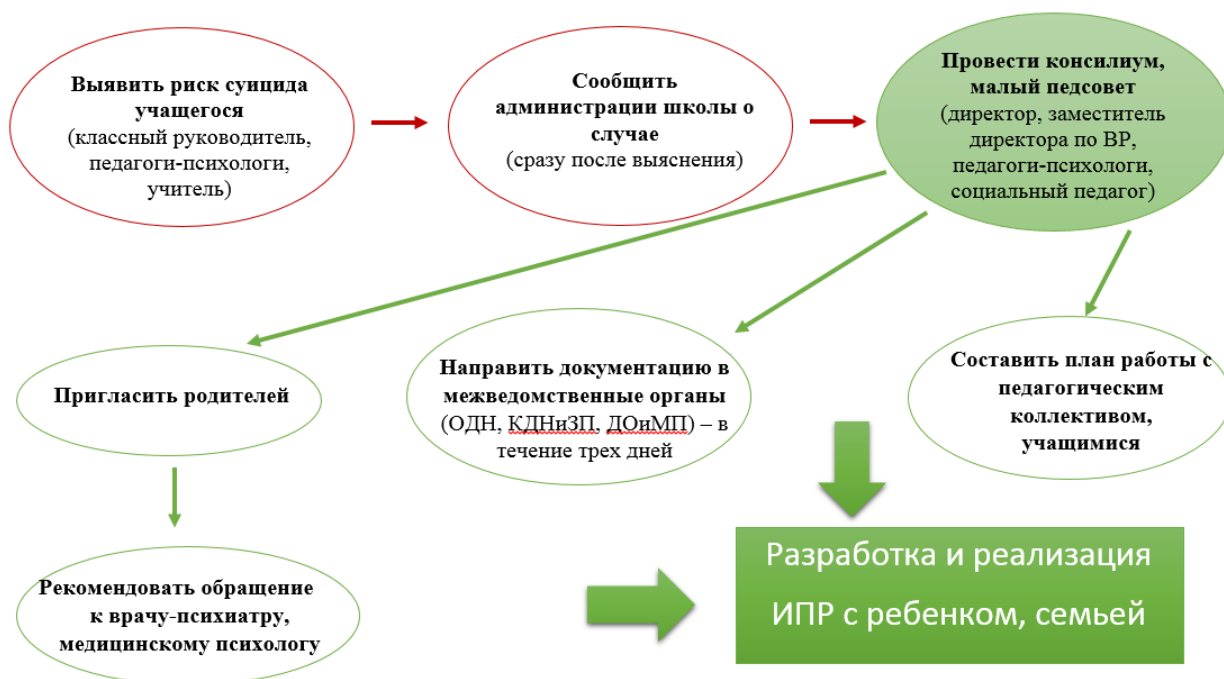 Выявить риск суицида
учащегося
(классный руководитель,
педагоги-психологи,
учитель)
Сообщить
администрации школы о
случае
(сразу после выяснения)
Провести консилиум,
малый педсовет
(директор, заместитель
директора по ВР,
педагоги-психологи,
социальный педагог)
Пригласить родителей
Направить документацию в
межведомственные органы
(ОДН, КДНиЗП, ДОиМП) – в
течение трех дней
Составить план работы с
педагогическим
коллективом,
учащимися
Рекомендовать обращение
к врачу-психиатру,
медицинскому психологу
Разработка и реализация
ИПР с ребенком, семьей